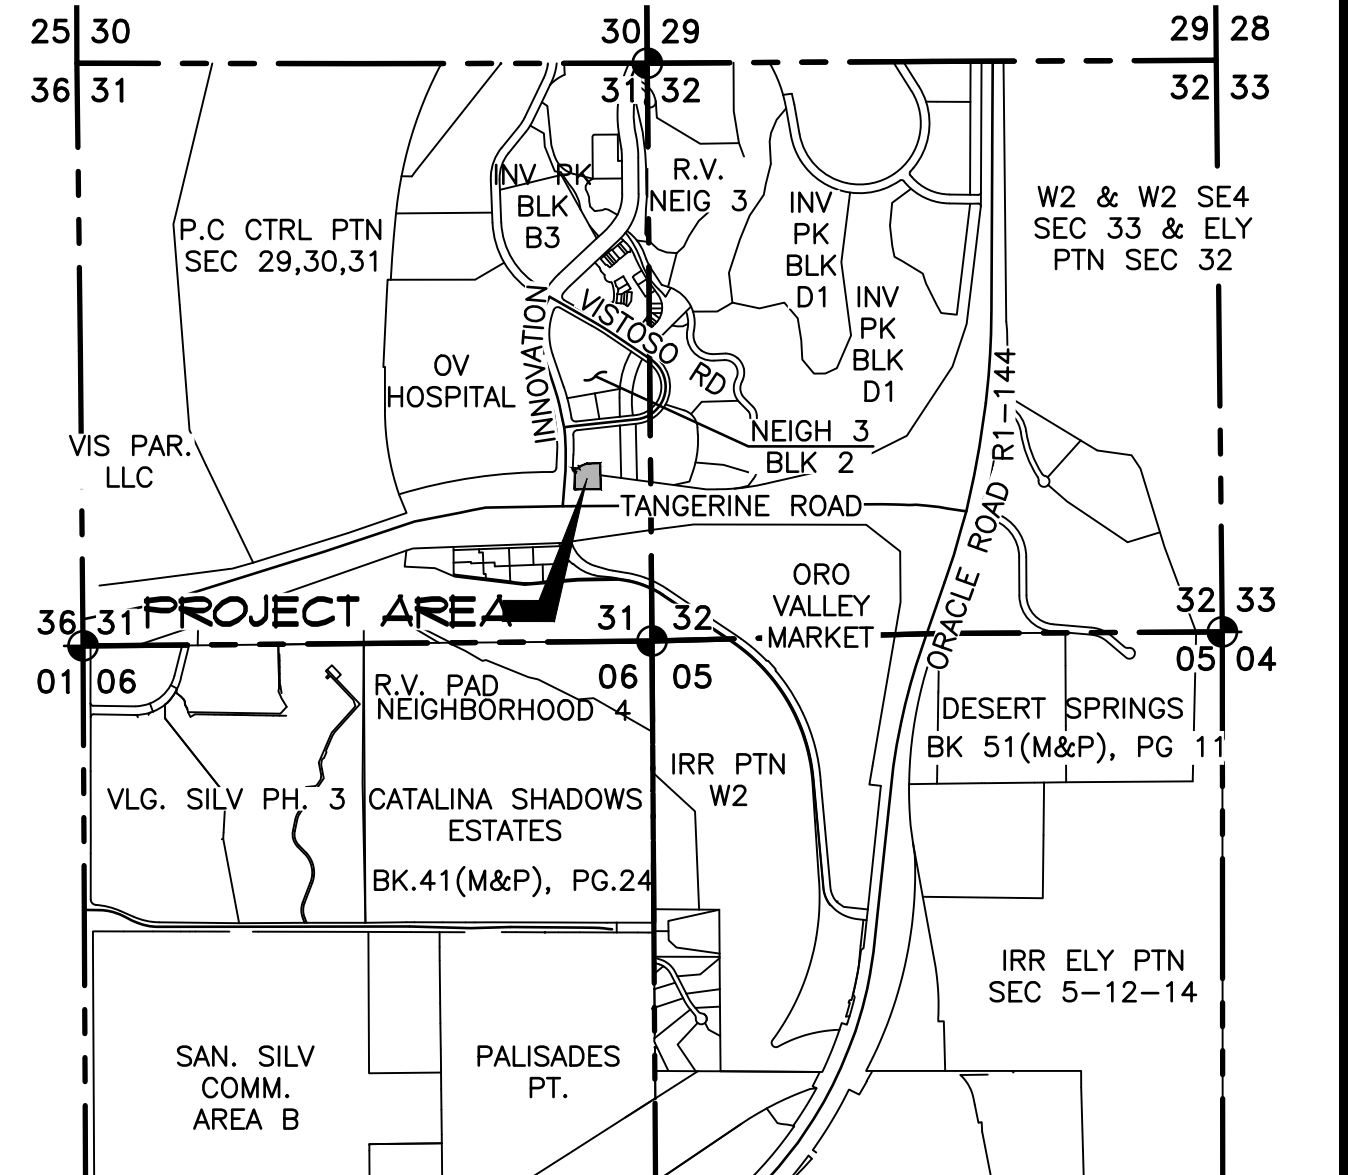 25 30
30 29
29 28
36 31
31 32
32 33
INV PK
BLK
B3
R.V.
NEIG 3
INV
PK
BLK
D1
W2 & W2 SE4
SEC 33 & ELY
PTN SEC 32
P.C CTRL PTN
SEC 29,30,31
INV
PK
BLK
D1
INNOVATION
VISTOSO RD
OV
HOSPITAL
ORACLE ROAD R1-144
VIS PAR.
LLC
NEIGH 3
BLK 2
TANGERINE ROAD
ORO
VALLEY
MARKET
PROJECT AREA
36 31
31 32
32 33
01 06
06 05
05 04
R.V. PAD
NEIGHBORHOOD 4
DESERT SPRINGS
BK 51(M&P), PG 11
IRR PTN
W2
VLG. SILV PH. 3
CATALINA SHADOWS
ESTATES
BK.41(M&P), PG.24
IRR ELY PTN
SEC 5-12-14
SAN. SILV
COMM.
AREA B
PALISADES
PT.